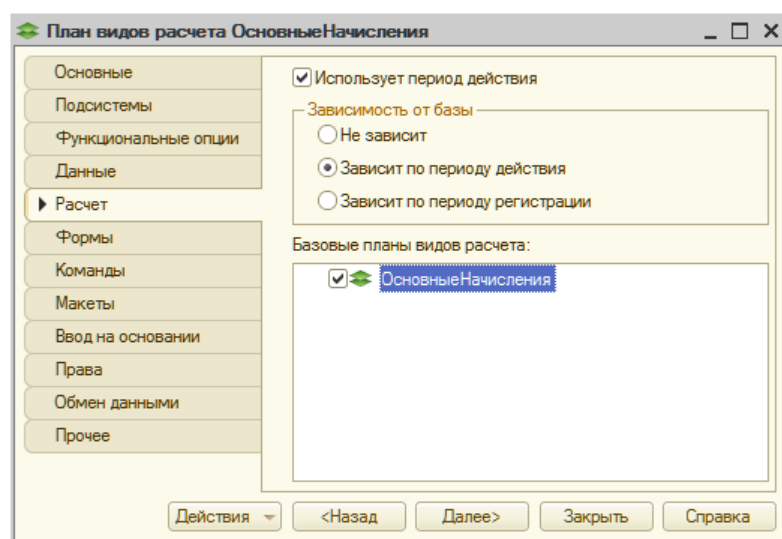 План видов расчета ОсновныеНачисления
Основные
Подсистемы
Функциональные опции
Данные
Расчет
Формы
Команды
Макеты
Ввод на основании
Права
Обмен данными
Прочее
Использует период действия
Зависимость от базы
Не зависит
Зависит по периоду действия
Зависит по периоду регистрации
Базовые планы видов расчета:
ОсновныеНачисления
Действия
<Назад
Далее>
Закрыть
Справка